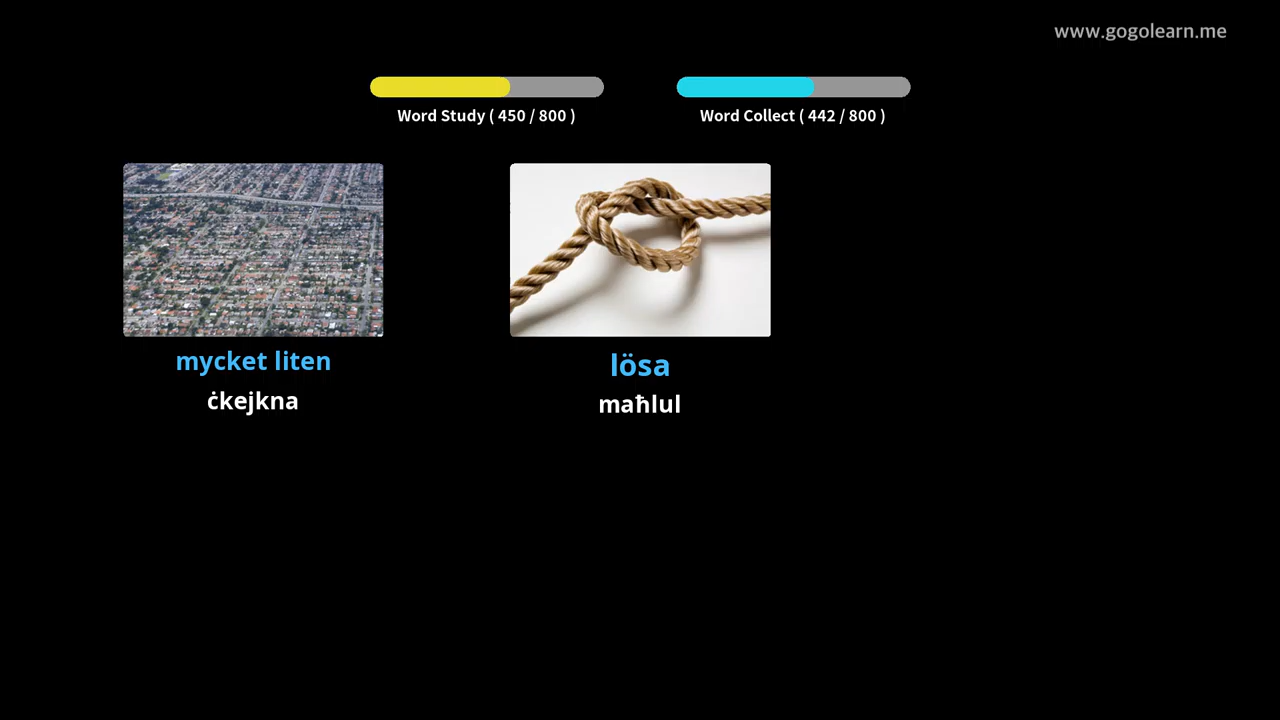 www.gogolearn.me
Word Study ( 450 / 800 )
Word Collect ( 442 / 800 )
mycket liten
ċkejkna
lösa
maħlul